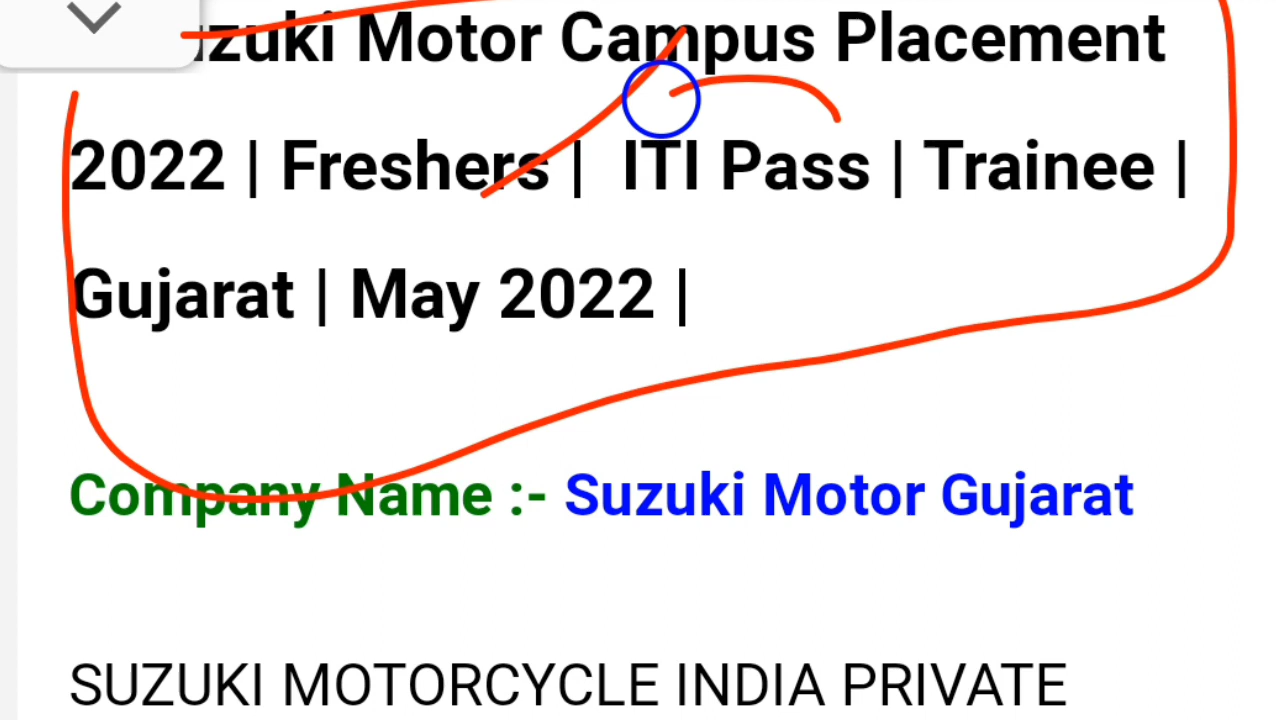 Suzuki Motor Campus Placement
2022 | Freshers | ITI Pass | Trainee |
Gujarat | May 2022 |
Company Name :- Suzuki Motor Gujarat
SUZUKI MOTORCYCLE INDIA PRIVATE